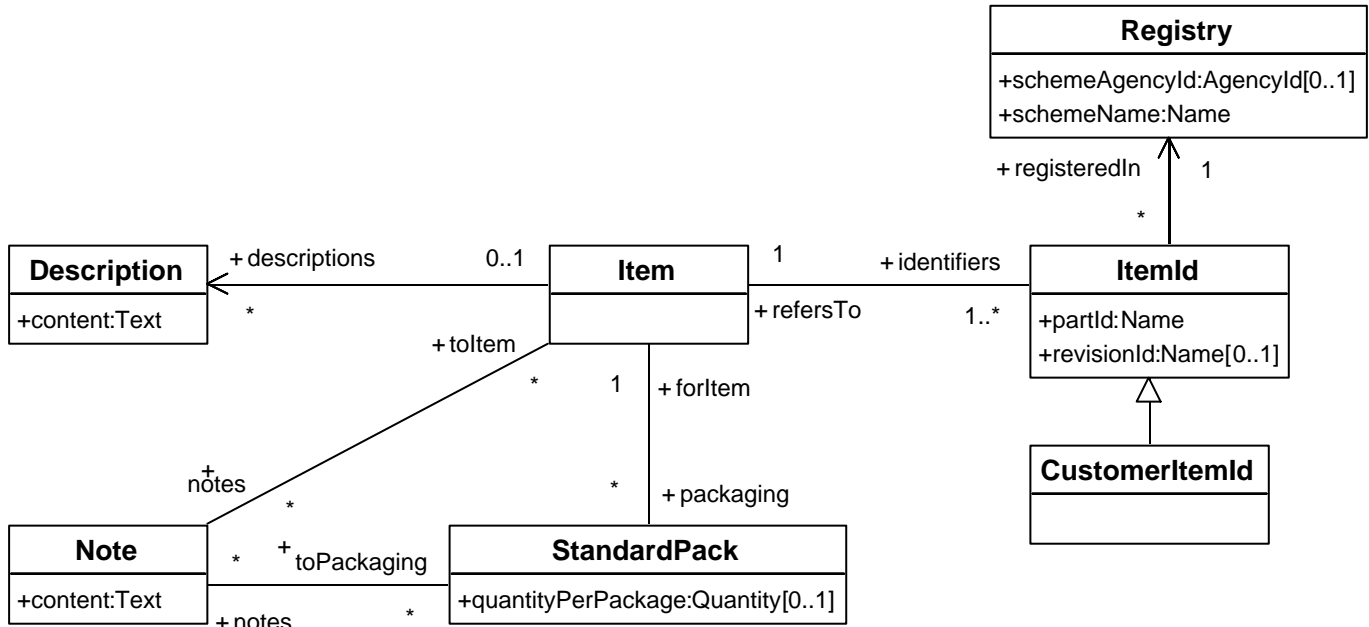 Registry
+schemeAgencyId:AgencyId[0..1]
+schemeName:Name
+registeredIn
1
*
Description
+content:Text
+descriptions
0..1
*
Item
1
+identifiers
+refersTo
1..*
ItemId
+partId:Name
+revisionId:Name[0..1]
+toItem
*
1
+forItem
CustomerItemId
+
notes
*
*
+packaging
Note
+content:Text
*
+
toPackaging
+notes
*
StandardPack
+quantityPerPackage:Quantity[0..1]